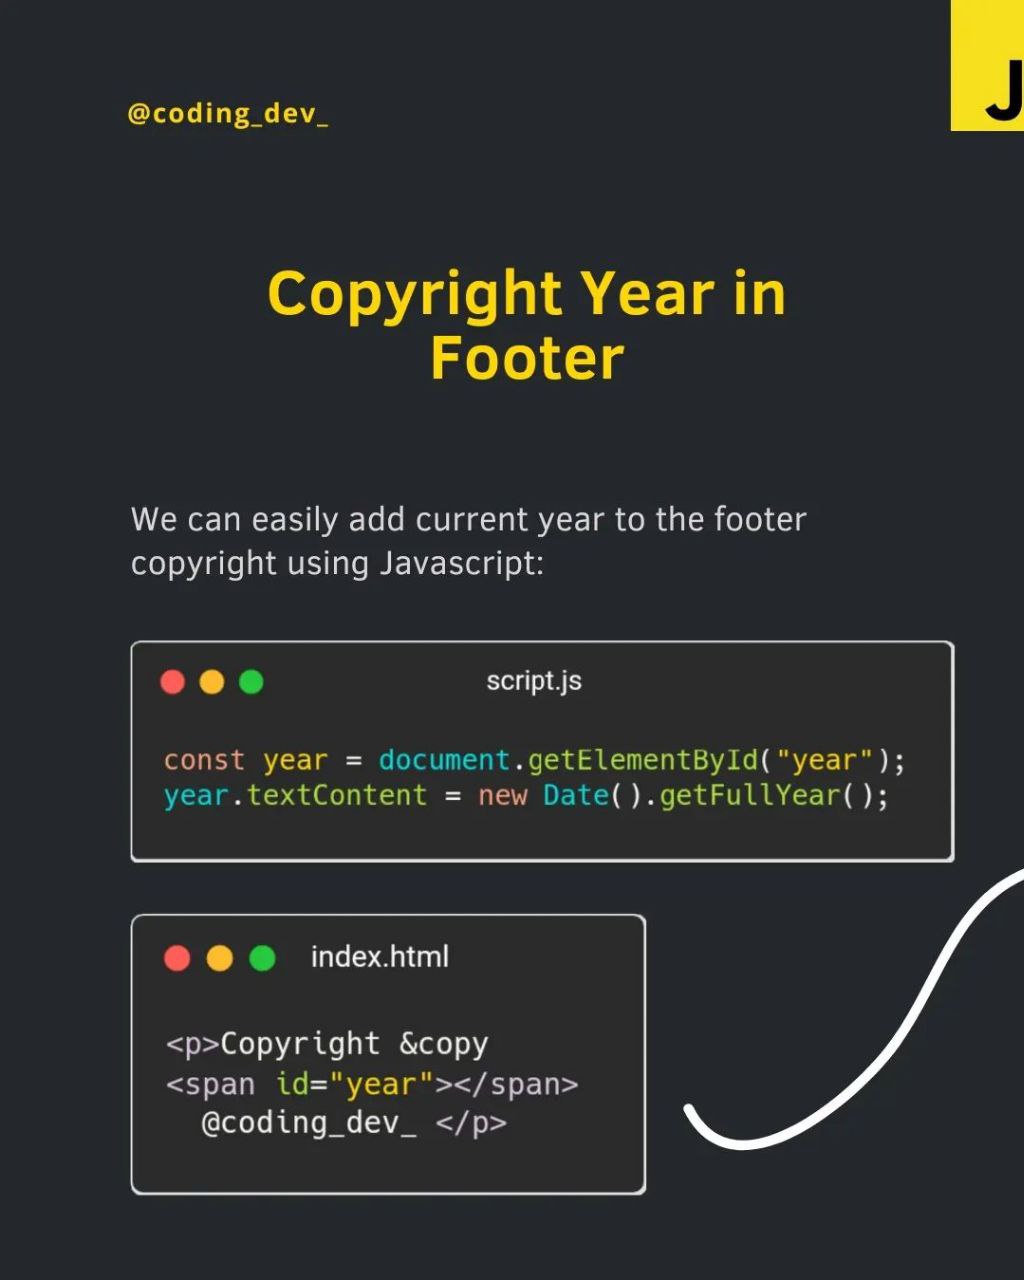 @coding_dev_
J
Copyright Year in
Footer
We can easily add current year to the footer
copyright using Javascript:
script.js
const year = document.getElementById("year");
year.textContent = new Date().getFullYear();
index.html
<p>Copyright &copy
<span id="year"></span>
@coding_dev_ </p>